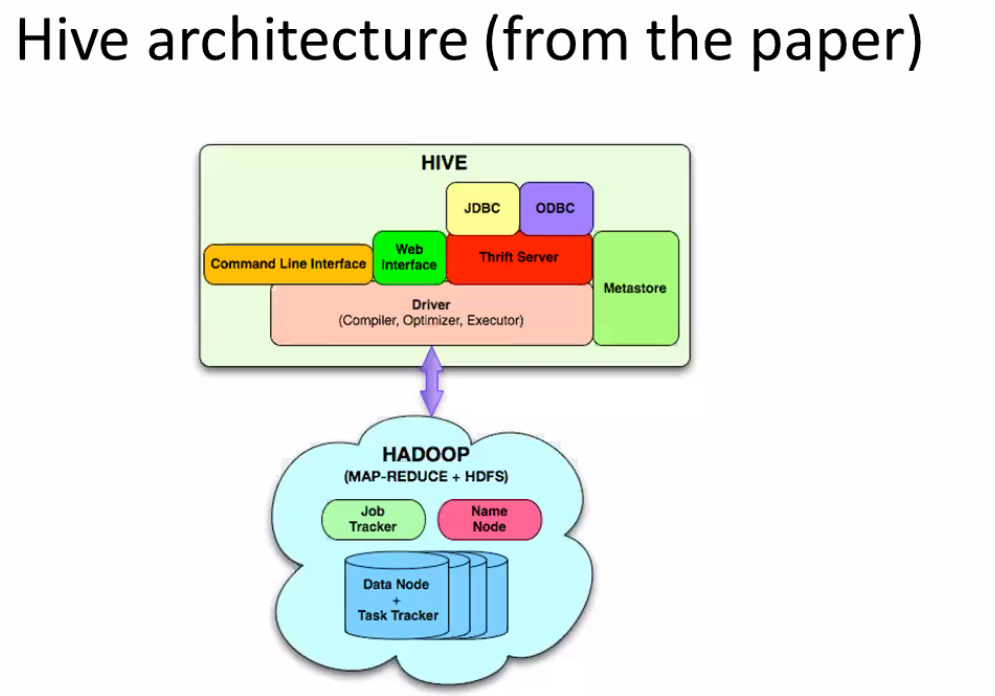 Hive architecture (from the paper)
HIVE
JDBC
ODBC
Command Line Interface
Web
Interface
Thrift Server
Metastore
Driver
(Compiler, Optimizer, Executor)
HADOOP
(MAP-REDUCE + HDFS)
Job
Tracker
Name
Node
Data Node
+
Task Tracker